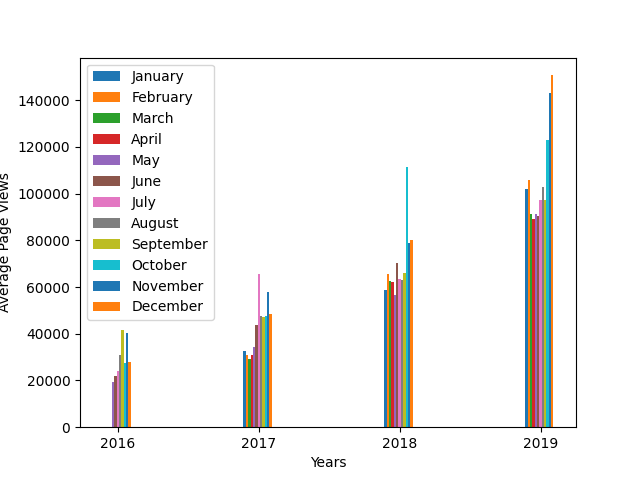 January
February
March
April
May
June
July
August
September
October
November
December
140000
120000
100000
80000
60000
40000
20000
0
Average Page Views
2016 2017 2018 2019
Years